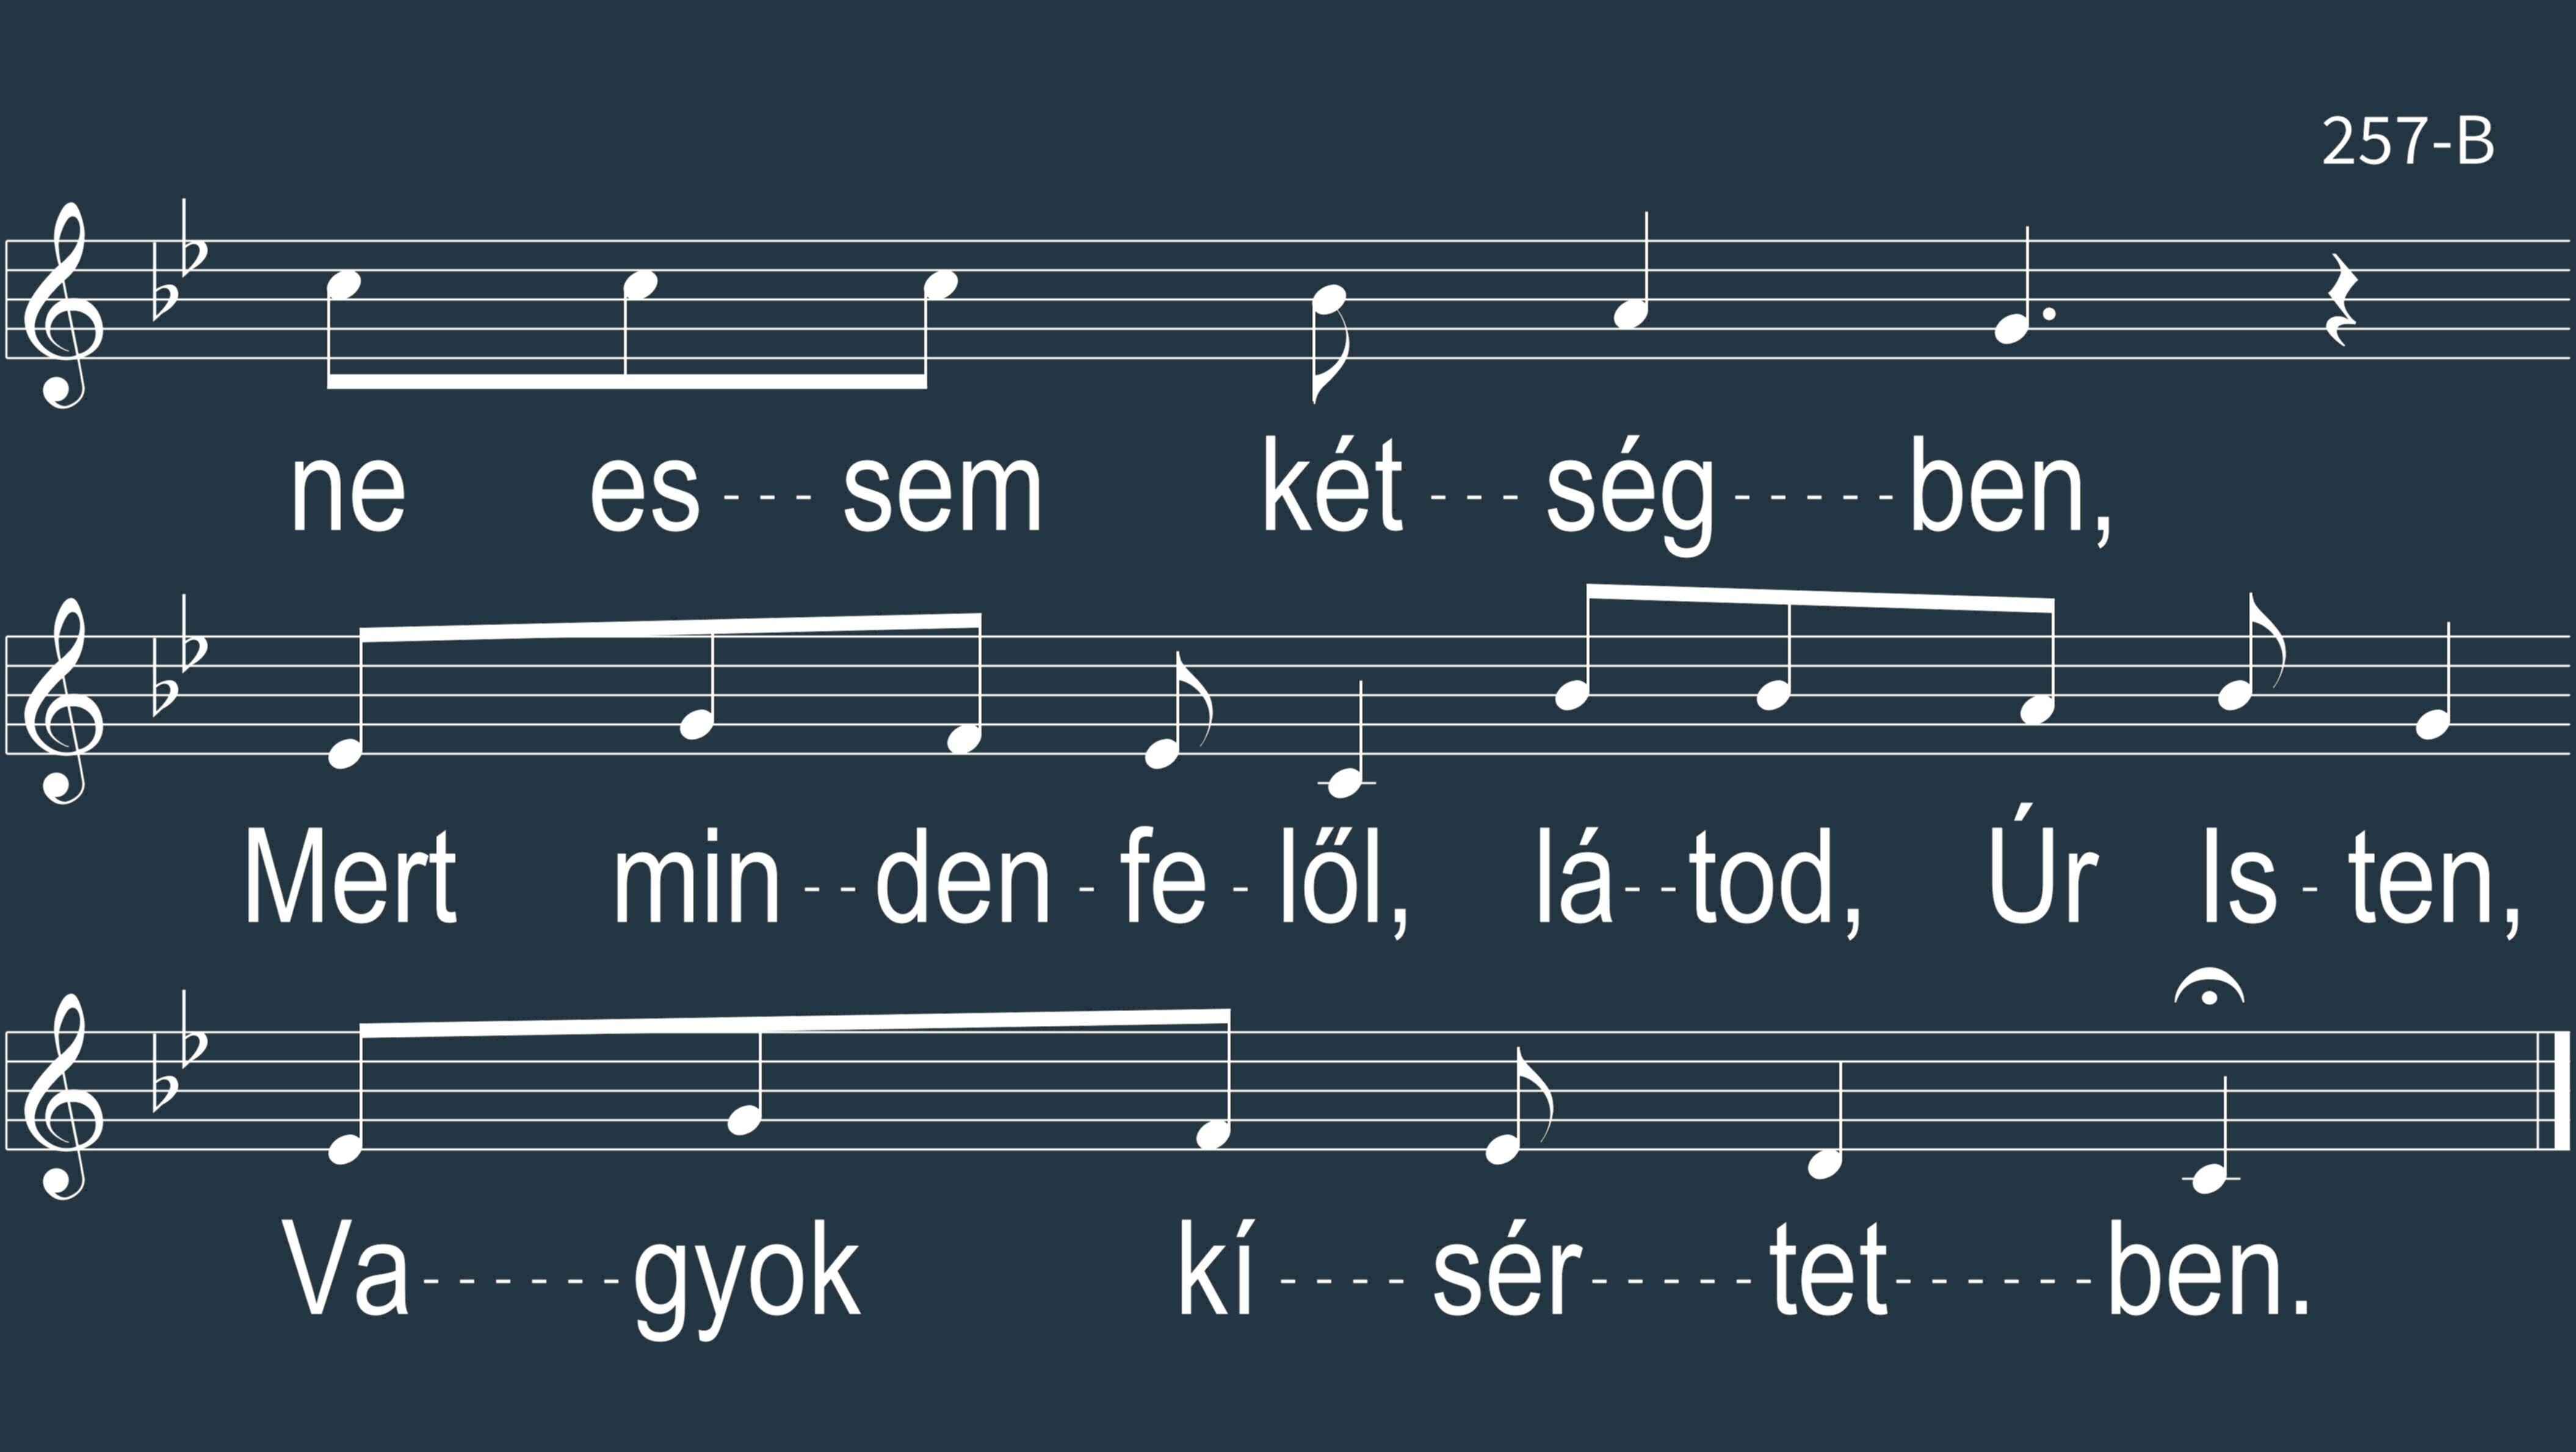 257-B
ne es---sem két---ség-----ben,
Mert min--den-fe-lől, lá--tod, Úr Is-ten,
Va------gyok kí----sér-----tet------ben.